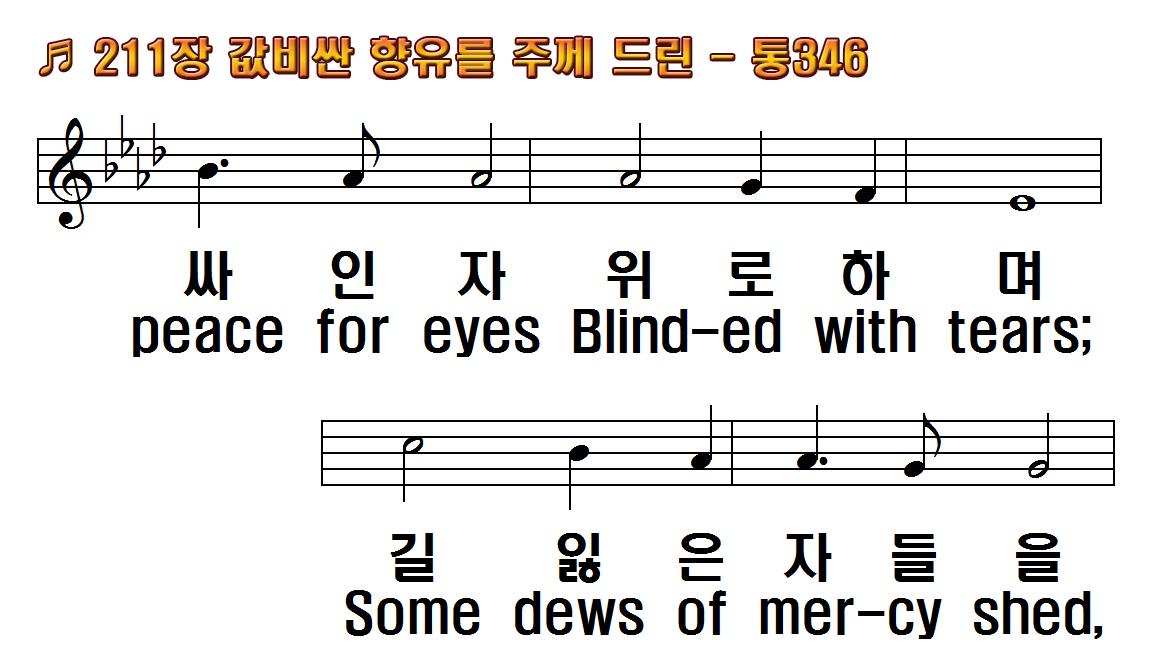 ♬ 211장 값비싼 향유를 주께 드린 - 통346
싸 인 자 위 로 하 며
peace for eyes Blind-ed with tears;
길 잃 은 자 들 을
Some dews of mer-cy shed,